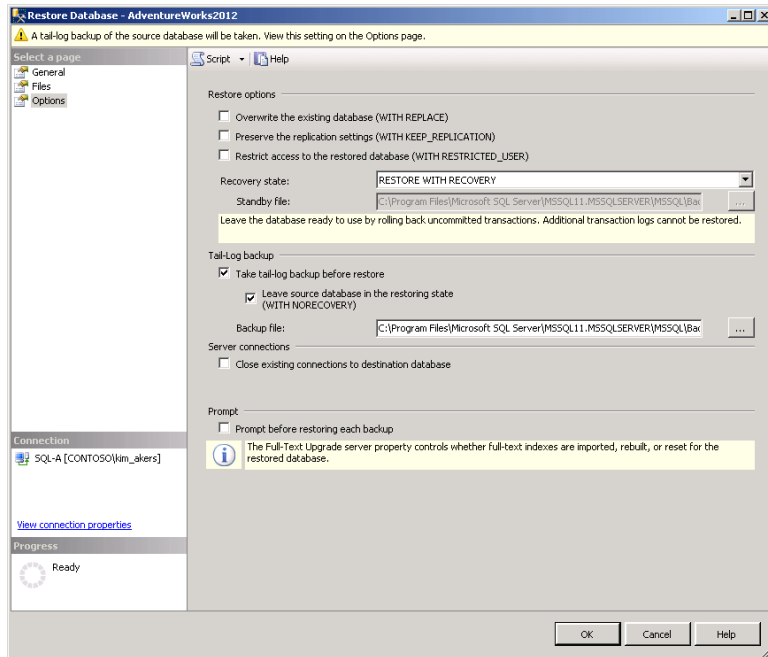 Restore Database - AdventureWorks2012
A tail-log backup of the source database will be taken. View this setting on the Options page.
Select a page
General
Files
Options
Script Help
Restore options
Overwrite the existing database (WITH REPLACE)
Preserve the replication settings (WITH KEEP_REPLICATION)
Restrict access to the restored database (WITH RESTRICTED_USER)
Recovery state: RESTORE WITH RECOVERY
Standby file: C:\Program Files\Microsoft SQL Server\MSSQL11.MSSQLSERVER\MSSQL\Bac ...
Leave the database ready to use by rolling back uncommitted transactions. Additional transaction logs cannot be restored.
Tail-Log backup
Take tail-log backup before restore
Leave source database in the restoring state
(WITH NORECOVERY)
Backup file: C:\Program Files\Microsoft SQL Server\MSSQL11.MSSQLSERVER\MSSQL\Bac ...
Server connections
Close existing connections to destination database
Prompt
Prompt before restoring each backup
The Full-Text Upgrade server property controls whether full-text indexes are imported, rebuilt, or reset for the
restored database.
Connection
SQL-A [CONTOSO\kim_akers]
View connection properties
Progress
Ready
OK Cancel Help